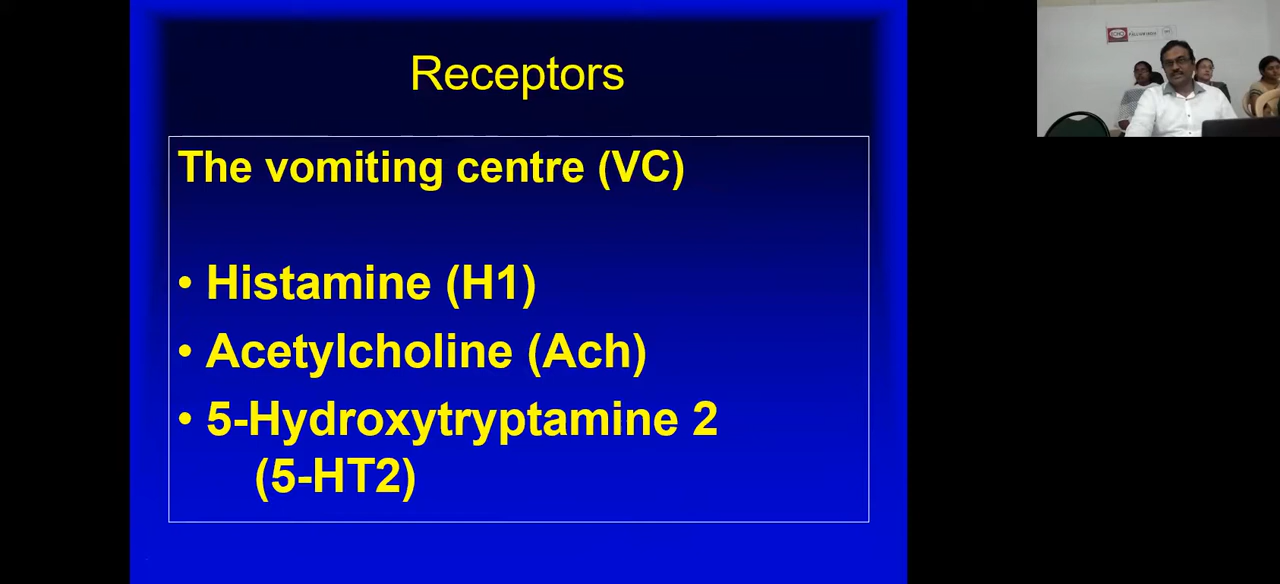 Receptors
The vomiting centre (VC)
• Histamine (H1)
• Acetylcholine (Ach)
• 5-Hydroxytryptamine 2
(5-HT2)